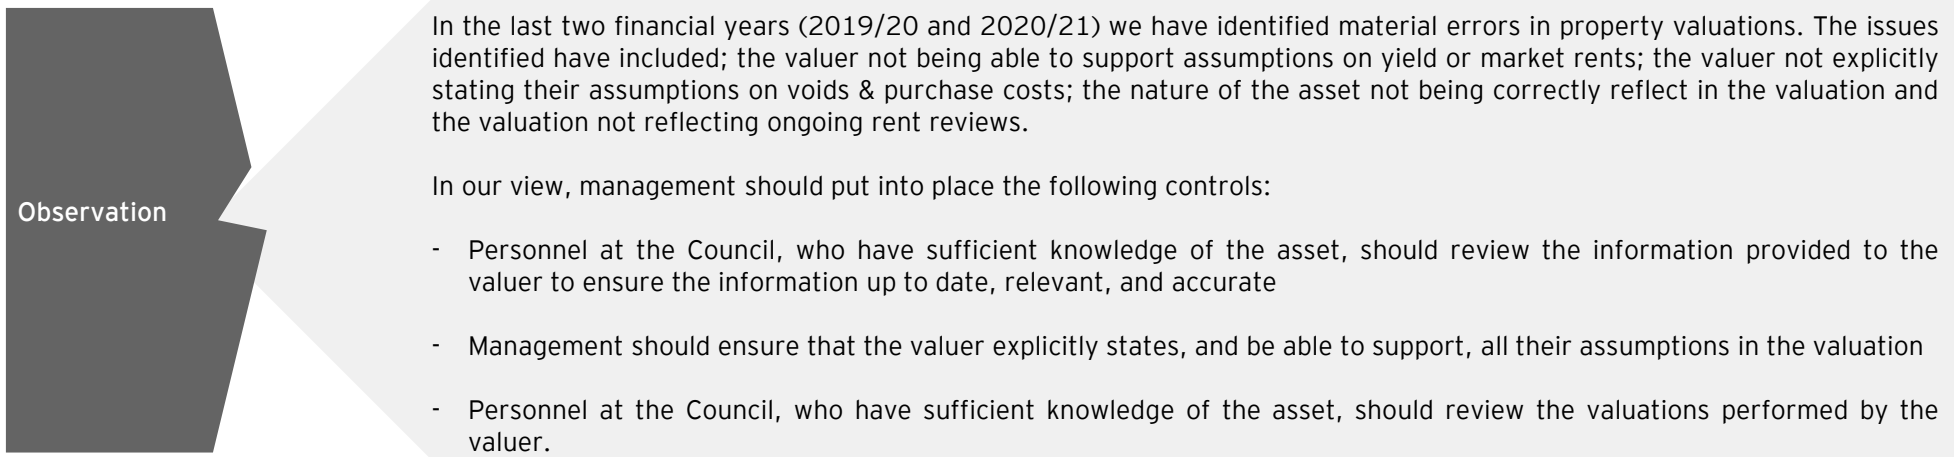 Observation
In the last two financial years (2019/20 and 2020/21) we have identified material errors in property valuations. The issues
identified have included; the valuer not being able to support assumptions on yield or market rents; the valuer not explicitly
stating their assumptions on voids & purchase costs; the nature of the asset not being correctly reflect in the valuation and
the valuation not reflecting ongoing rent reviews.
In our view, management should put into place the following controls:
- Personnel at the Council, who have sufficient knowledge of the asset, should review the information provided to the
valuer to ensure the information up to date, relevant, and accurate
- Management should ensure that the valuer explicitly states, and be able to support, all their assumptions in the valuation
- Personnel at the Council, who have sufficient knowledge of the asset, should review the valuations performed by the
valuer.